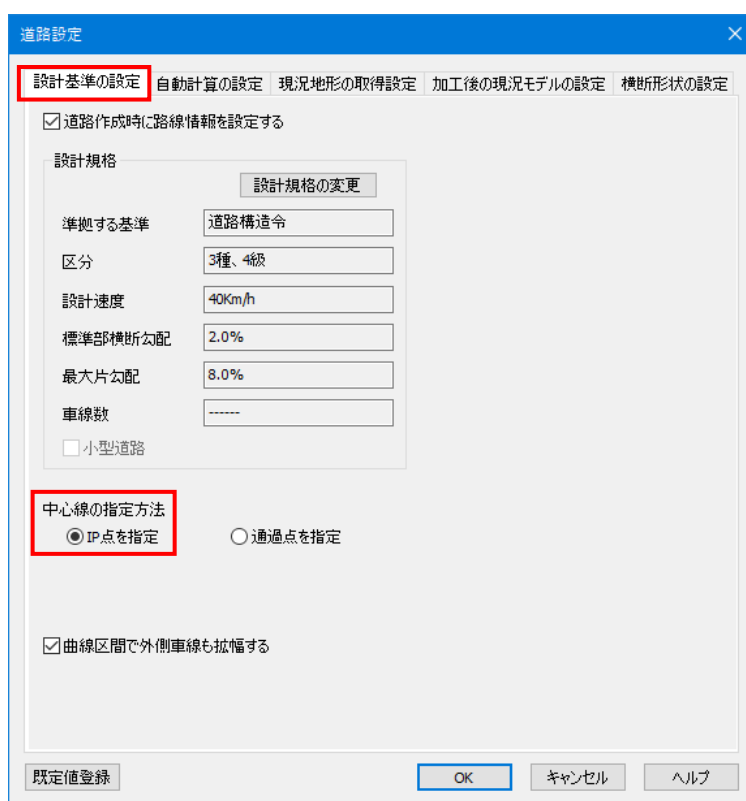 道路設定
設計基準の設定 自動計算の設定 現況地形の取得設定 加工後の現況モデルの設定 横断形状の設定
道路作成時に路線情報を設定する
設計規格
設計規格の変更
準拠する基準 道路構造令
区分 3種、4級
設計速度 40Km/h
標準部横断勾配 2.0%
最大片勾配 8.0%
車線数 ------
小型道路
中心線の指定方法
IP点を指定 通過点を指定
曲線区間で外側車線も拡幅する
既定値登録 OK キャンセル ヘルプ